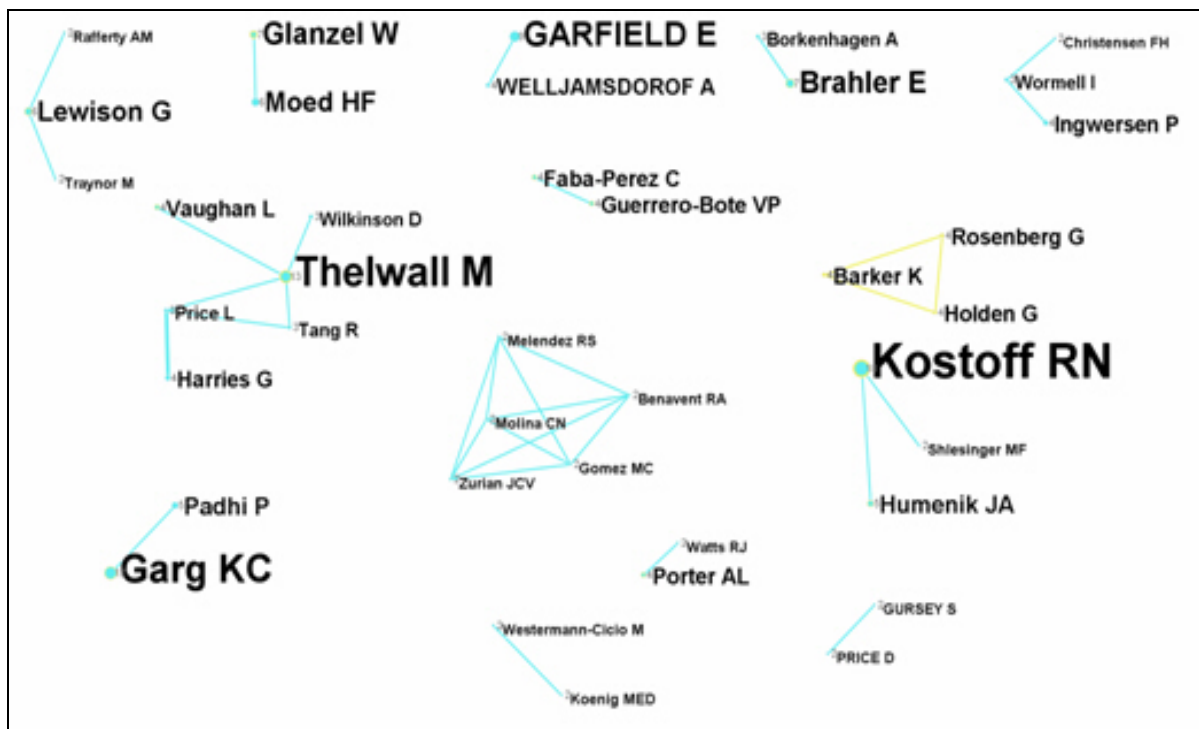 Rafferty AM
Glanzel W
GARFIELD E
Borkenhagen A
Christensen FH
Lewison G
Moed HF
WELLJAMSDOROF A
Brahler E
Wormell I
Ingwersen P
Traynor M
Faba-Perez C
Guerrero-Bote VP
Vaughan L
Wilkinson D
Rosenberg G
Thelwall M
Barker K
Price L
Tang R
Holden G
Melendez RS
Kostoff RN
Harries G
Benavent RA
Molina CN
Shlesinger MF
Gomez MC
Zurian JCV
Padhi P
Humenik JA
Garg KC
Watts RJ
Porter AL
GURSEY S
Westermann-Cicio M
PRICE D
Koenig MED